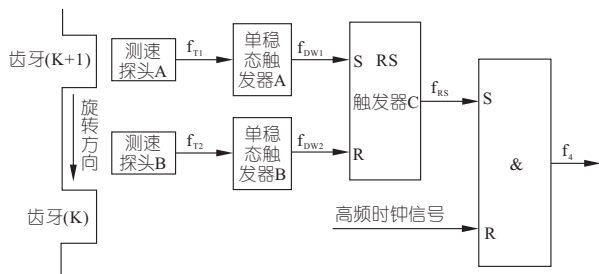 齿牙(K+1)
旋转方向
齿牙(K)
测速
探头A
f_T1
单稳
态触
发器A
f_DW1
S RS
触发器C
R
f_RS
测速
探头B
f_T2
单稳
态触
发器B
f_DW2
高频时钟信号
S
&
R
f_4